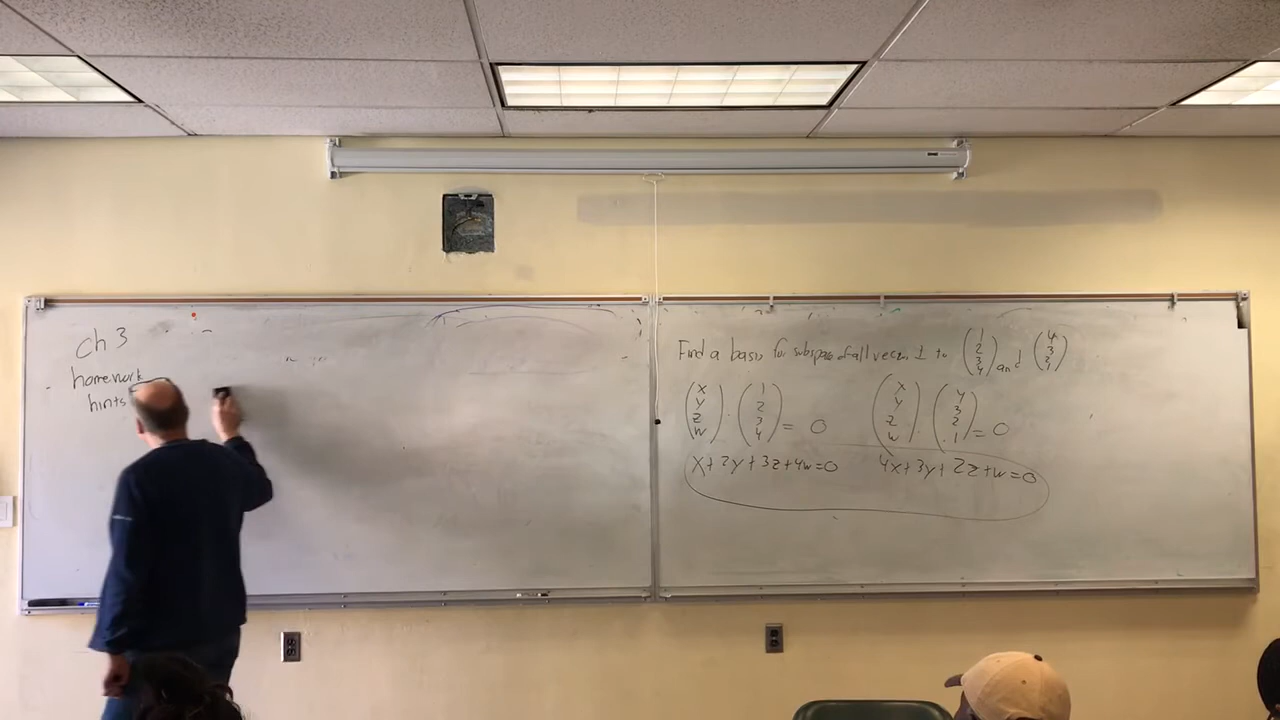 ch 3
homework
hints
Find a basis for subspace of all vectors ⊥ to (1 2 3 4) and (4 3 2 1)
(x y z w) · (1 2 3 4) = 0 (x y z w) · (4 3 2 1) = 0
x+2y+3z+4w=0 4x+3y+2z+w=0